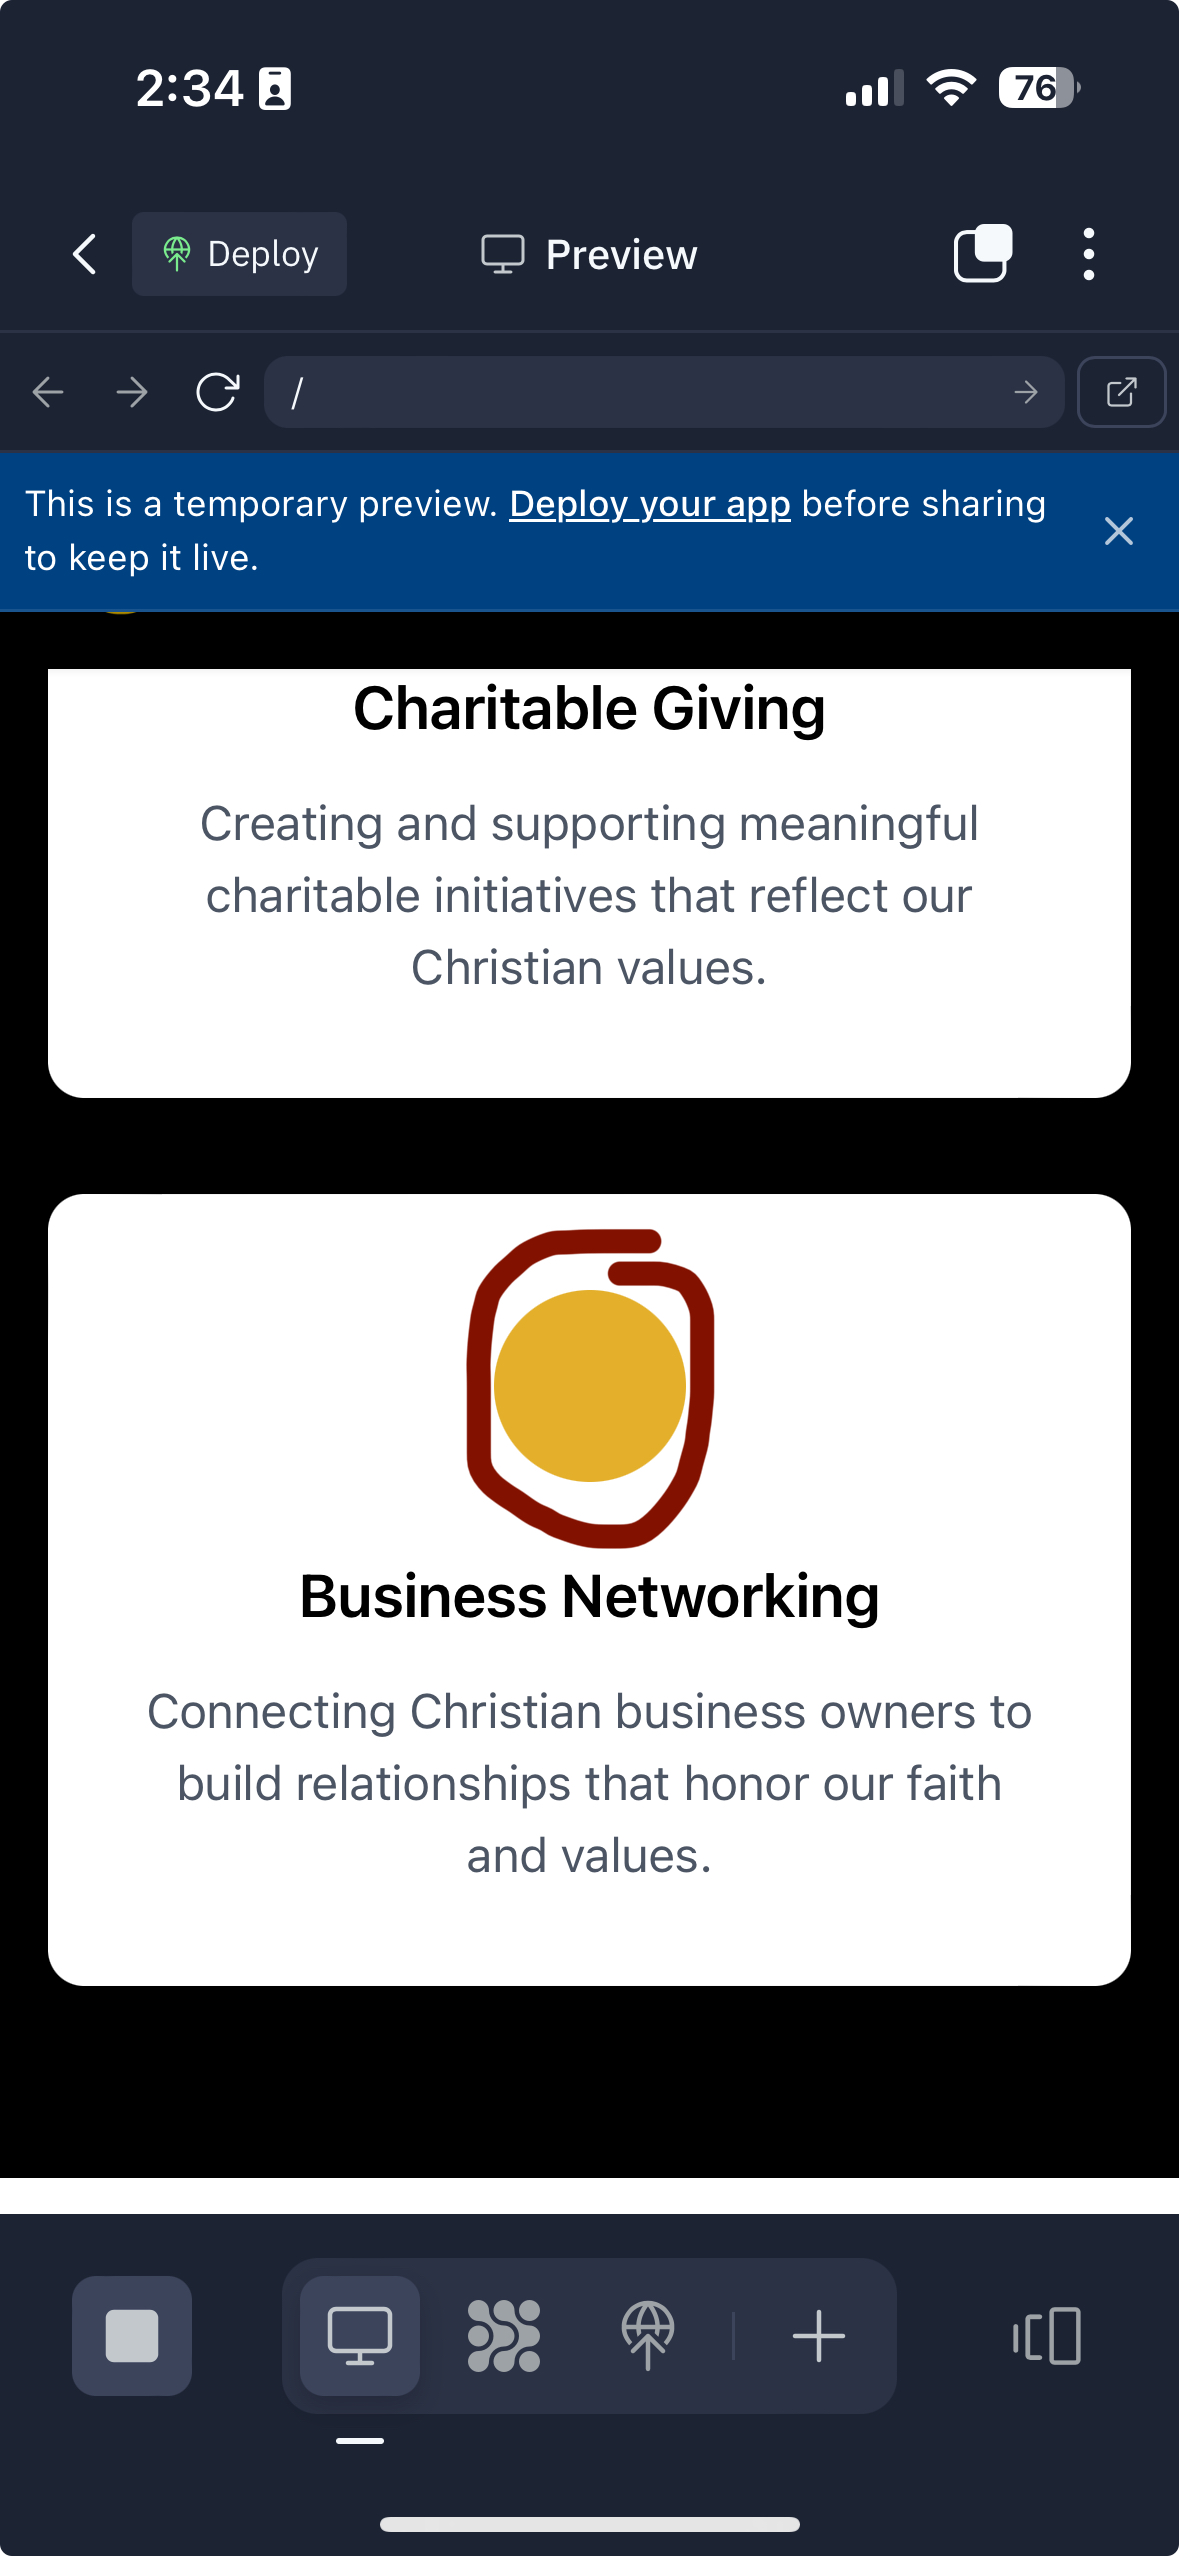 2:34
76
Deploy
Preview
/
This is a temporary preview. Deploy your app before sharing
to keep it live.
Charitable Giving
Creating and supporting meaningful
charitable initiatives that reflect our
Christian values.
Business Networking
Connecting Christian business owners to
build relationships that honor our faith
and values.